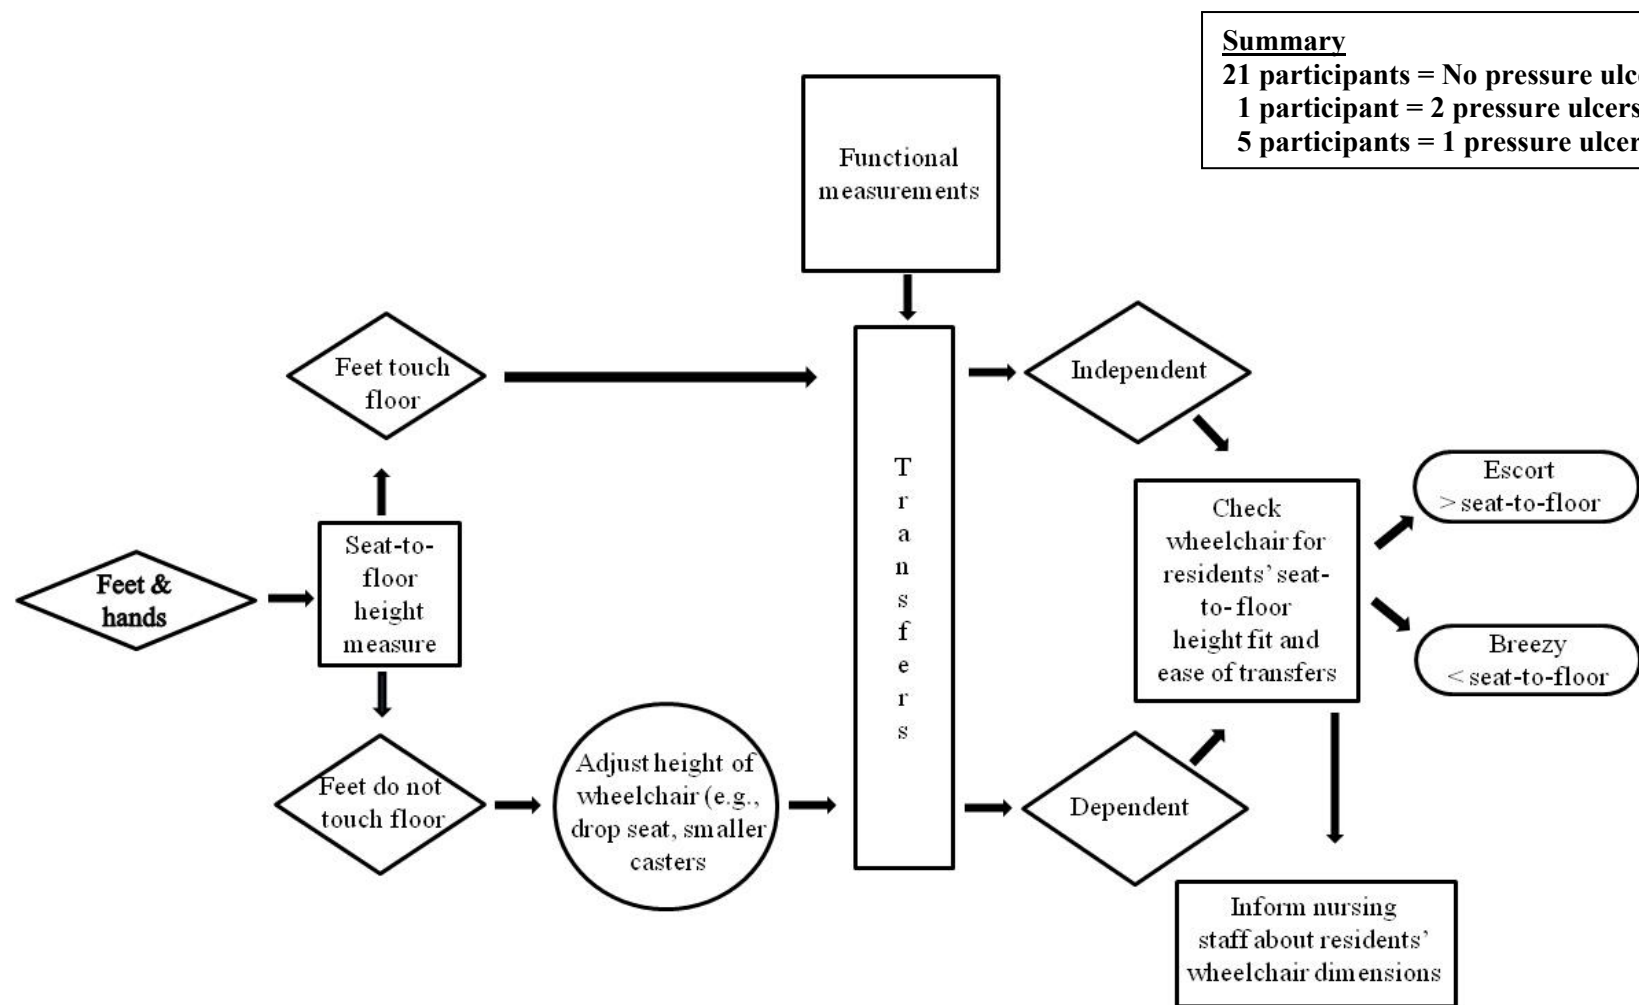 Summary
21 participants = No pressure ulc
1 participant = 2 pressure ulcers
5 participants = 1 pressure ulcer
Functional
measurements
Feet touch
floor
Independent
T
r
a
n
s
f
e
r
s
Escort
> seat-to-floor
Check
wheelchair for
residents' seat-
to-floor
height fit and
ease of transfers
Seat-to-
floor
height
measure
Feet &
hands
Breezy
< seat-to-floor
Feet do not
touch floor
Adjust height of
wheelchair (e.g.,
drop seat, smaller
casters
Dependent
Inform nursing
staff about residents'
wheelchair dimensions